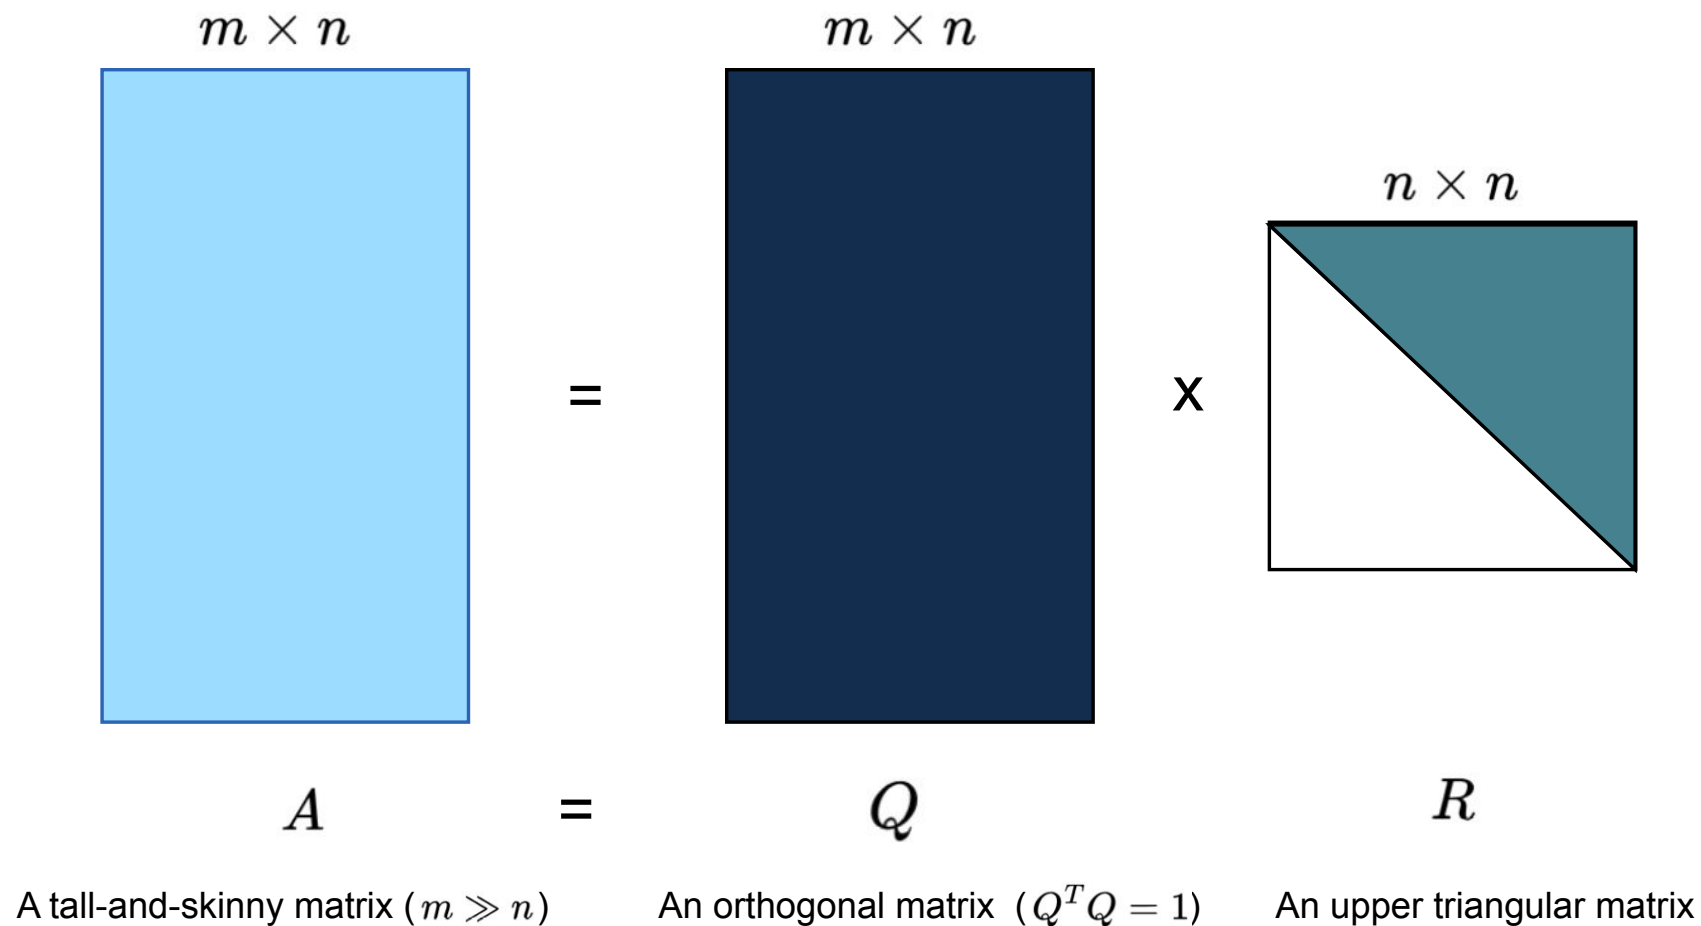 m × n
m × n
n × n
=
x
A = Q R
A tall-and-skinny matrix (m ≫ n)
An orthogonal matrix (Q^T Q = 1)
An upper triangular matrix